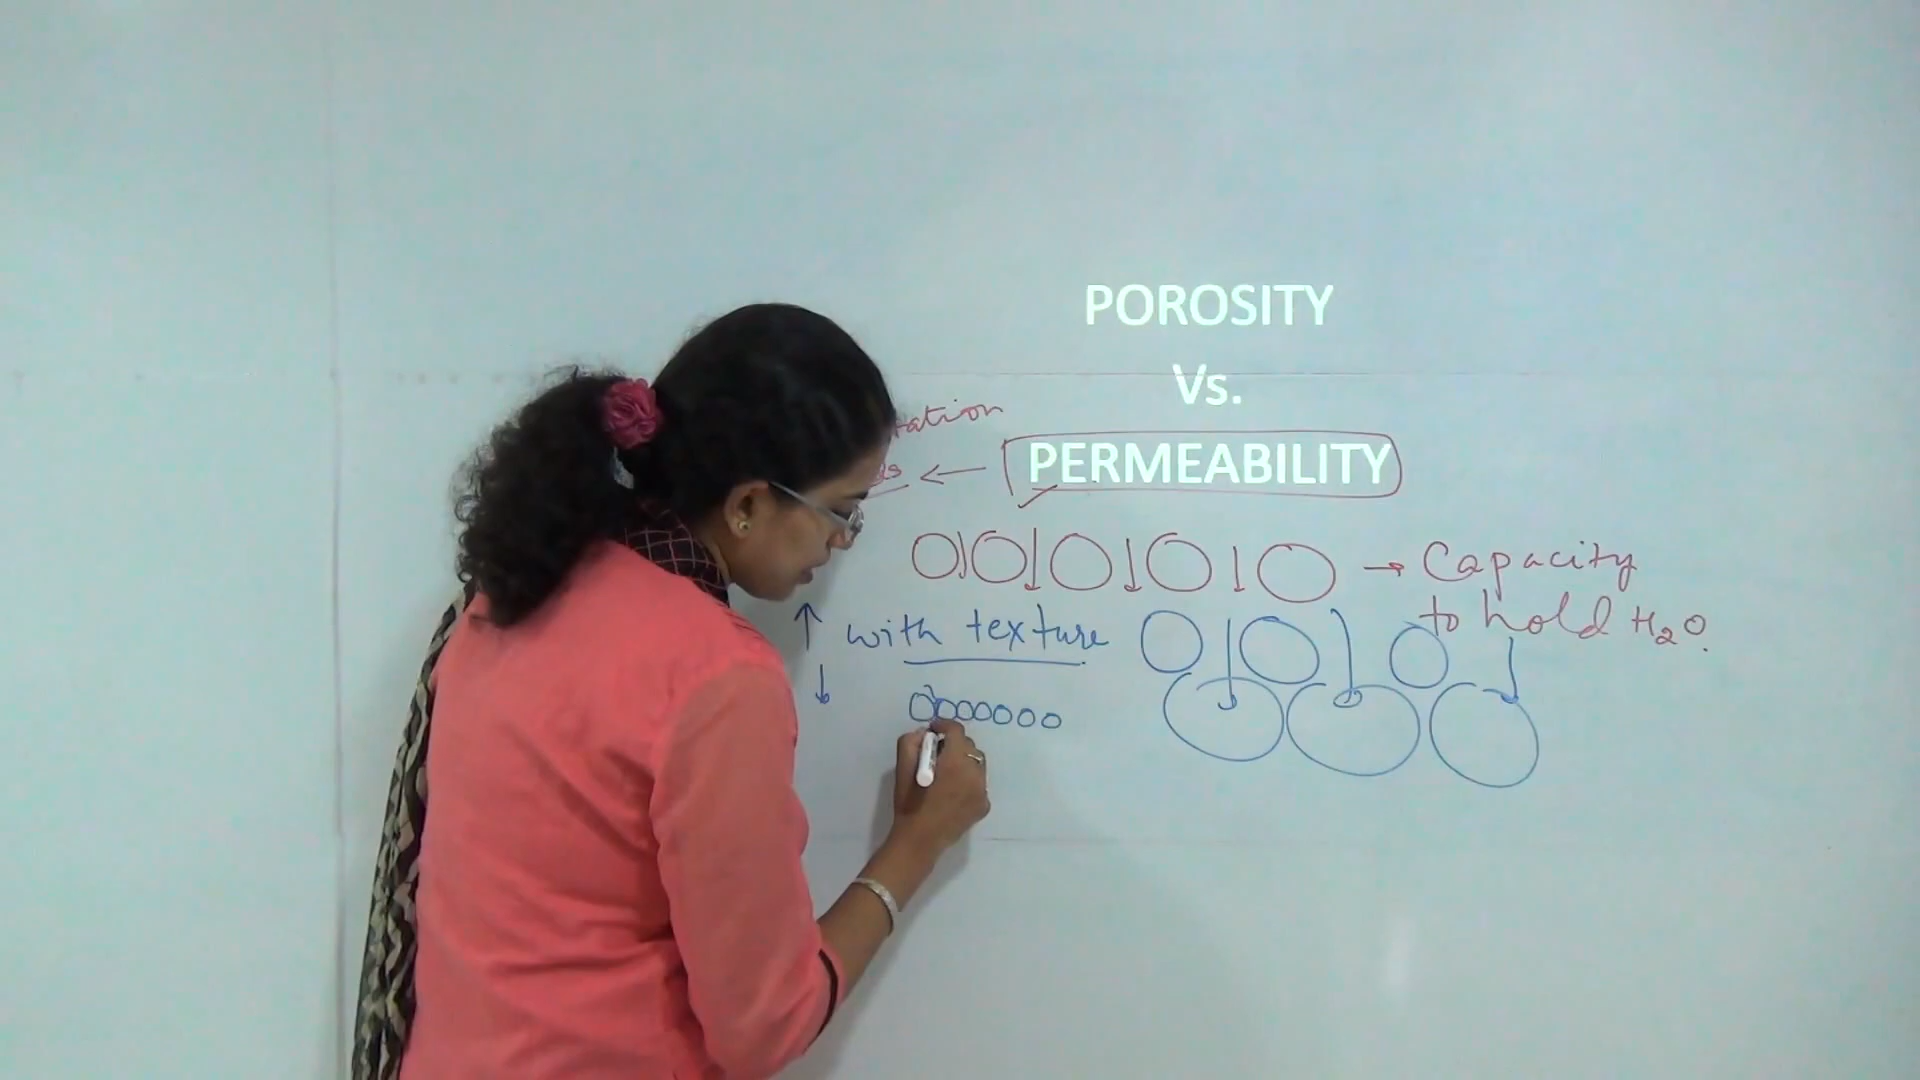 POROSITY
Vs.
PERMEABILITY
← 
→ Capacity
to hold H2O.
↑ with texture
↓